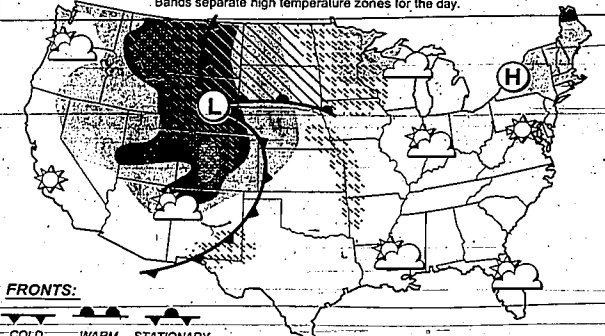 Bands separate high temperature zones for the day.
H
L
FRONTS:
COLD WARM STATIONARY